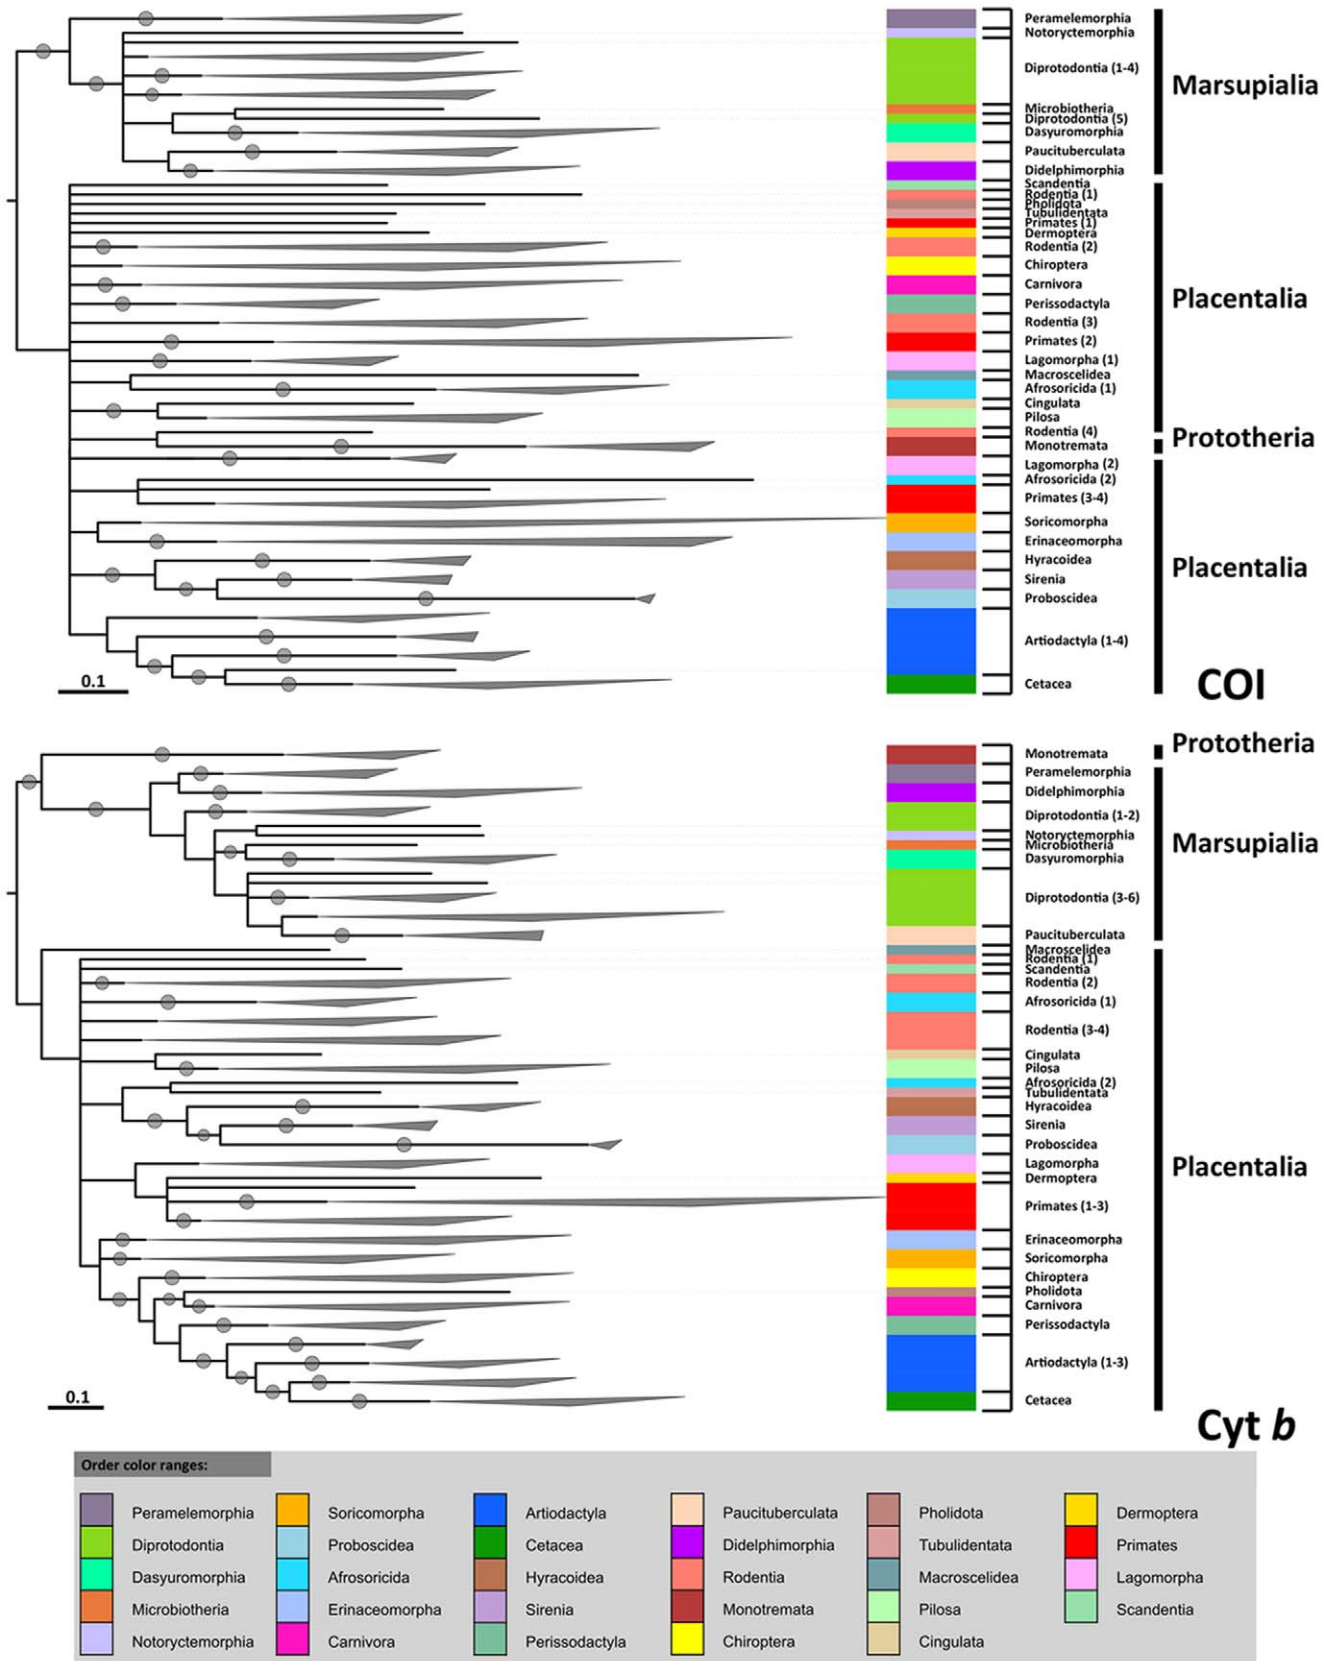 Peramelemorphia
Notoryctemorphia
Diprotodontia (1-4)
Marsupialia
Microbiotheria
Diprotodontia (5)
Dasyuromorphia
Paucituberculata
Didelphimorphia
Scandentia
Rodentia (1)
Pholidota
Tubulidentata
Primates (1)
Dermoptera
Rodentia (2)
Chiroptera
Carnivora
Placentalia
Perissodactyla
Rodentia (3)
Primates (2)
Lagomorpha (1)
Macroscelidea
Afrosoricida (1)
Cingulata
Pilosa
Rodentia (4)
Prototheria
Monotremata
Lagomorpha (2)
Afrosoricida (2)
Primates (3-4)
Soricomorpha
Erinaceomorpha
Hyracoidea
Placentalia
Sirenia
Proboscidea
Artiodactyla (1-4)
Cetacea
0.1
COI
Prototheria
Monotremata
Peramelemorphia
Didelphimorphia
Diprotodontia (1-2)
Notoryctemorphia
Microbiotheria
Marsupialia
Dasyuromorphia
Diprotodontia (3-6)
Paucituberculata
Macroscelidea
Rodentia (1)
Scandentia
Rodentia (2)
Afrosoricida (1)
Rodentia (3-4)
Cingulata
Pilosa
Afrosoricida (2)
Tubulidentata
Hyracoidea
Sirenia
Proboscidea
Lagomorpha
Placentalia
Dermoptera
Primates (1-3)
Erinaceomorpha
Soricomorpha
Chiroptera
Pholidota
Carnivora
Perissodactyla
Artiodactyla (1-3)
Cetacea
0.1
Cyt b
Order color ranges:
Peramelemorphia Soricomorpha Artiodactyla Paucituberculata Pholidota Dermoptera
Diprotodontia Proboscidea Cetacea Didelphimorphia Tubulidentata Primates
Dasyuromorphia Afrosoricida Hyracoidea Rodentia Macroscelidea Lagomorpha
Microbiotheria Erinaceomorpha Sirenia Monotremata Pilosa Scandentia
Notoryctemorphia Carnivora Perissodactyla Chiroptera Cingulata